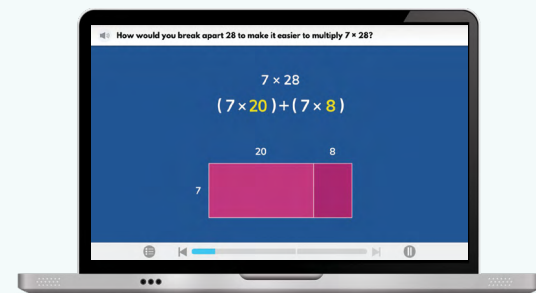 How would you break apart 28 to make it easier to multiply 7 × 28?
7 × 28
(7×20)+(7×8)
20 8
7